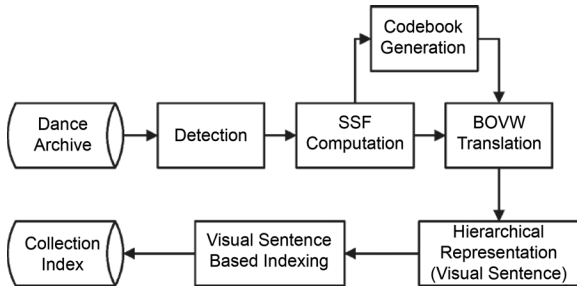 Codebook
Generation
Dance
Archive
Detection
SSF
Computation
BOVW
Translation
Hierarchical
Representation
(Visual Sentence)
Visual Sentence
Based Indexing
Collection
Index